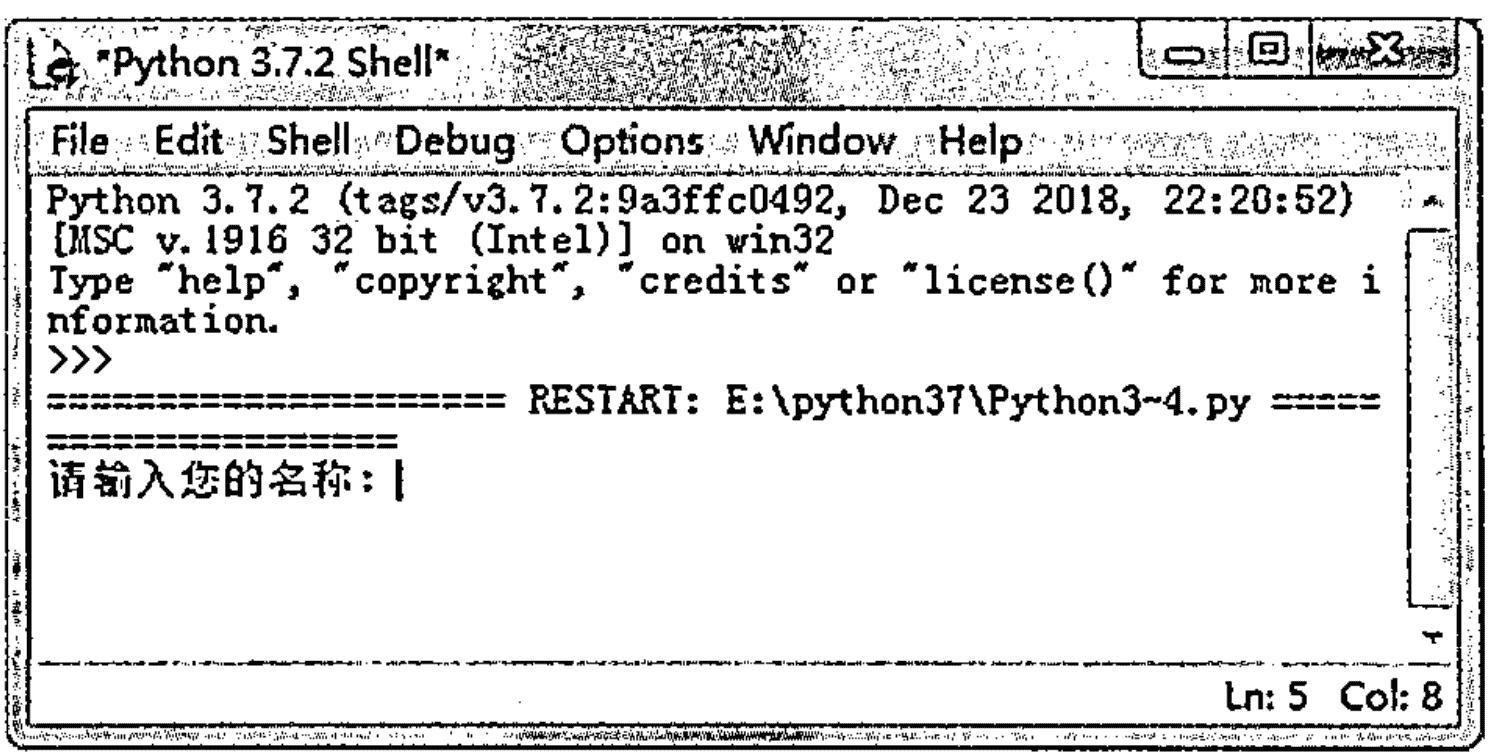 *Python 3.7.2 Shell*
File Edit Shell Debug Options Window Help
Python 3.7.2 (tags/v3.7.2:9a3ffc0492, Dec 23 2018, 22:20:52)
[MSC v.1916 32 bit (Intel)] on win32
Type "help", "copyright", "credits" or "license()" for more i
nformation.
>>>
===================== RESTART: E:\python37\Python3~4.py =====
================
请输入您的名称:
Ln: 5 Col: 8